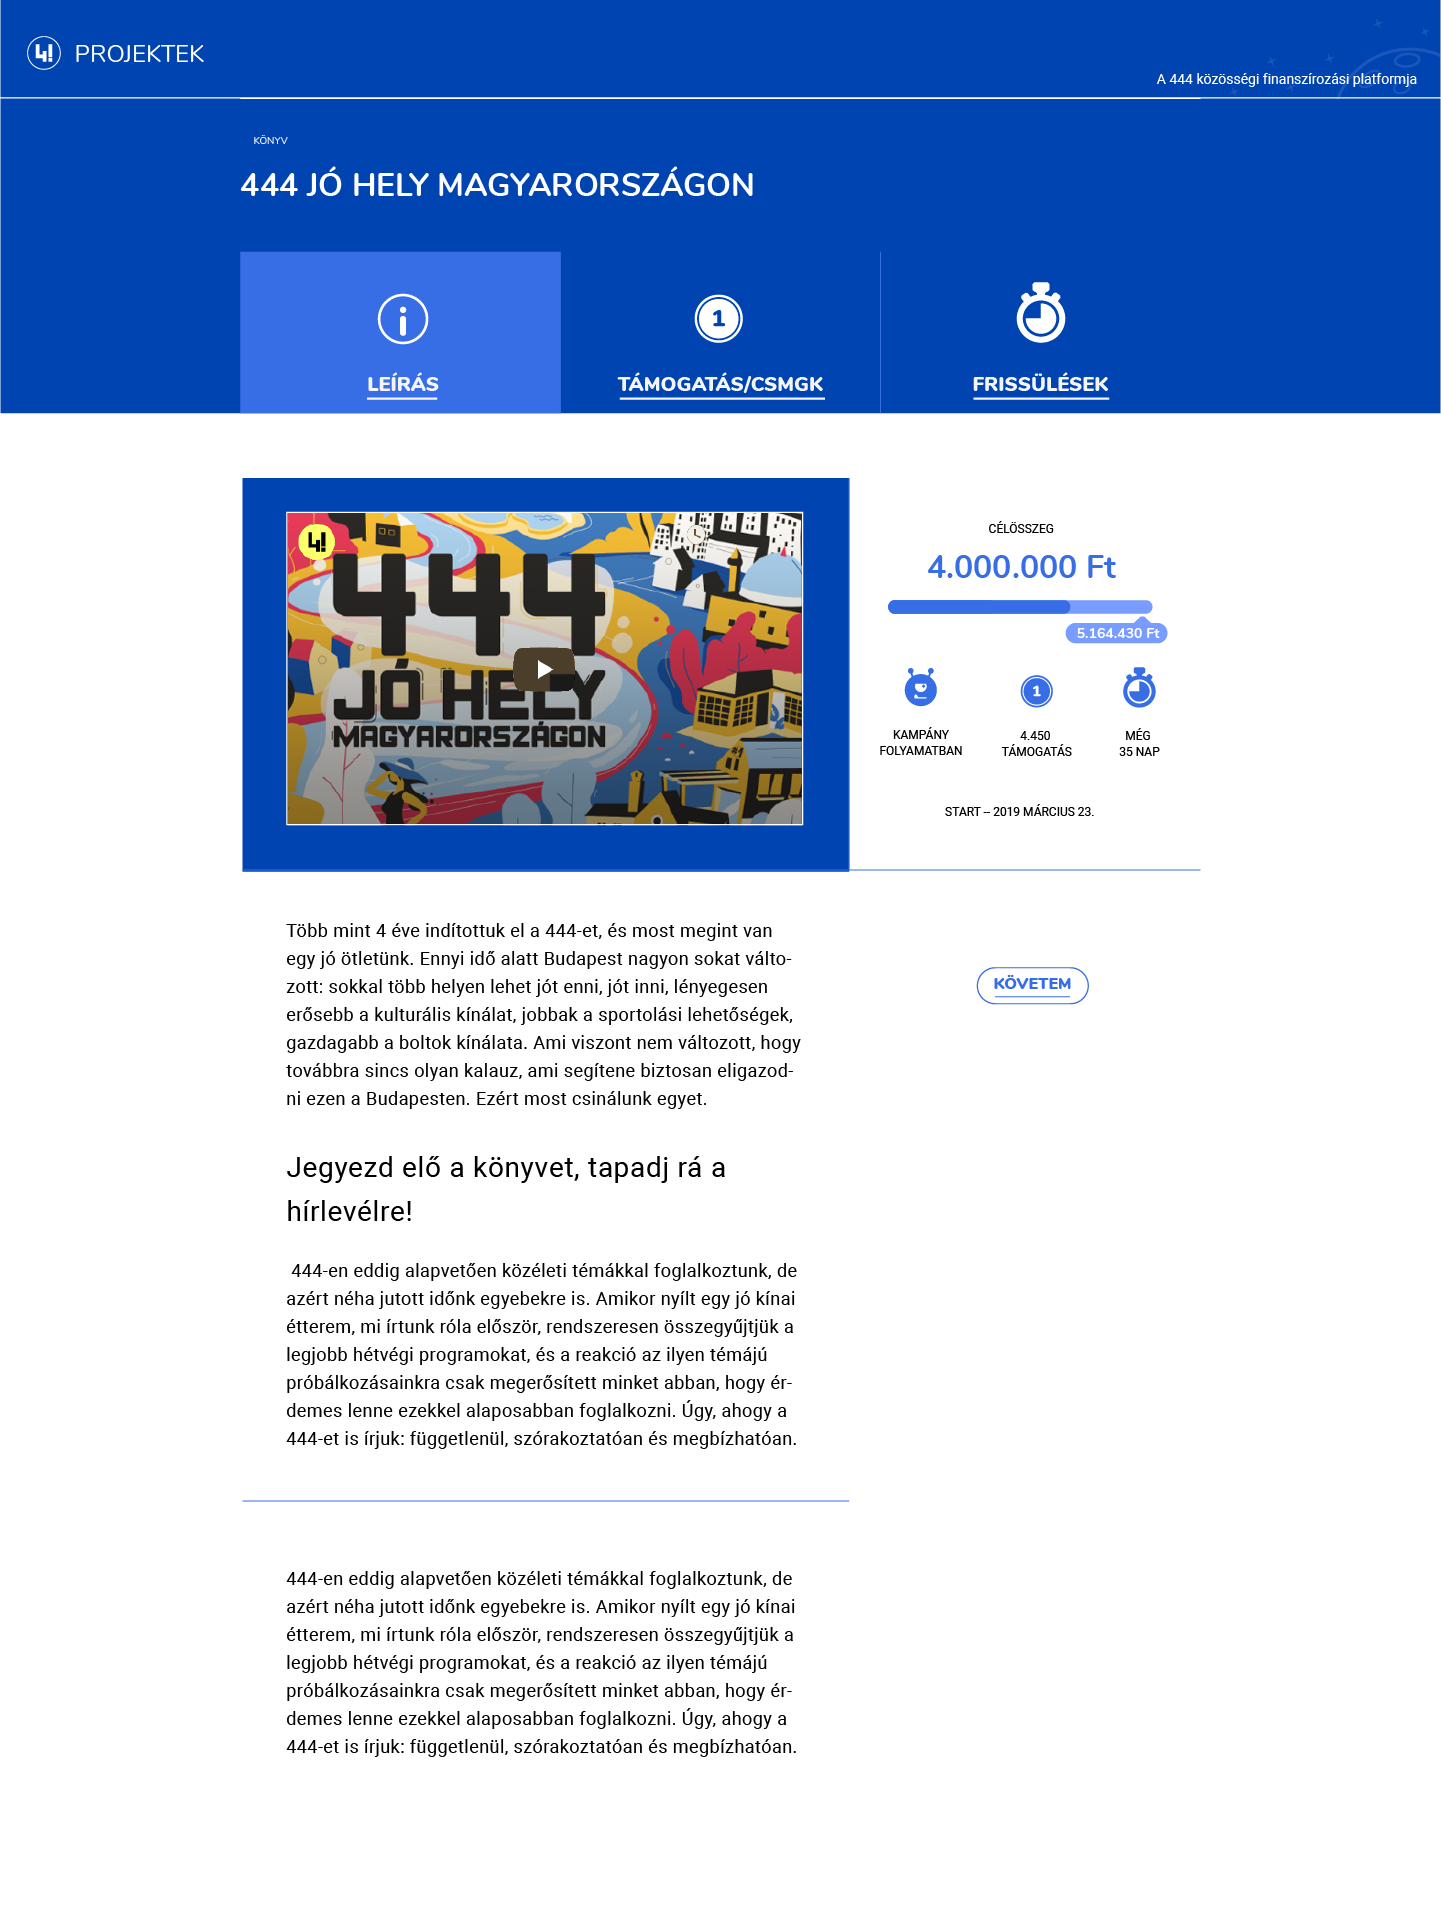 4!
PROJEKTEK
A 444 közösségi finanszírozási platformja
KÖNYV
444 JÓ HELY MAGYARORSZÁGON
1
LEÍRÁS
TÁMOGATÁS/CSMGK
FRISSÜLÉSEK
4!
444
JÓ HELY
MAGYARORSZÁGON
CÉLÖSSZEG
4.000.000 Ft
5.164.430 Ft
1
KAMPÁNY
FOLYAMATBAN
4.450
TÁMOGATÁS
MÉG
35 NAP
START – 2019 MÁRCIUS 23.
Több mint 4 éve indítottuk el a 444-et, és most megint van
egy jó ötletünk. Ennyi idő alatt Budapest nagyon sokat válto-
zott: sokkal több helyen lehet jót enni, jót inni, lényegesen
erősebb a kulturális kínálat, jobbak a sportolási lehetőségek,
gazdagabb a boltok kínálata. Ami viszont nem változott, hogy
továbbra sincs olyan kalauz, ami segítene biztosan eligazod-
ni ezen a Budapesten. Ezért most csinálunk egyet.
KÖVETEM
Jegyezd elő a könyvet, tapadj rá a
hírlevélre!
444-en eddig alapvetően közéleti témákkal foglalkoztunk, de
azért néha jutott időnk egyebekre is. Amikor nyílt egy jó kínai
étterem, mi írtunk róla először, rendszeresen összegyűjtjük a
legjobb hétvégi programokat, és a reakció az ilyen témájú
próbálkozásainkra csak megerősített minket abban, hogy ér-
demes lenne ezekkel alaposabban foglalkozni. Úgy, ahogy a
444-et is írjuk: függetlenül, szórakoztatóan és megbízhatóan.
444-en eddig alapvetően közéleti témákkal foglalkoztunk, de
azért néha jutott időnk egyebekre is. Amikor nyílt egy jó kínai
étterem, mi írtunk róla először, rendszeresen összegyűjtjük a
legjobb hétvégi programokat, és a reakció az ilyen témájú
próbálkozásainkra csak megerősített minket abban, hogy ér-
demes lenne ezekkel alaposabban foglalkozni. Úgy, ahogy a
444-et is írjuk: függetlenül, szórakoztatóan és megbízhatóan.